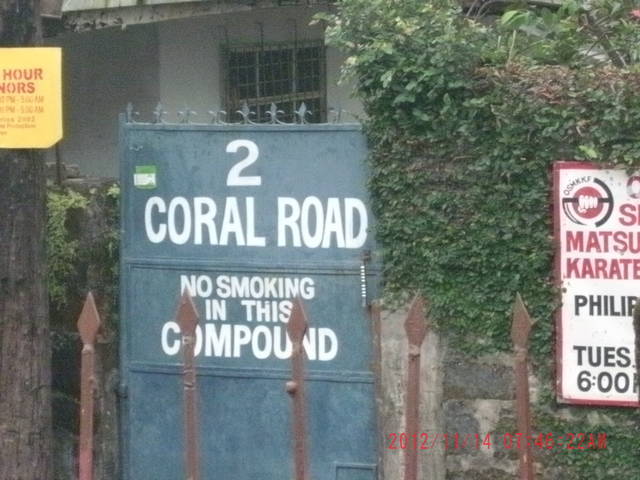 HOUR
NORS
2
CORAL ROAD
NO SMOKING
IN THIS
COMPOUND
OSMKKF
MATSU
KARATE
PHILIP
TUES.
6:00
2012/11/14 07:46:22AM